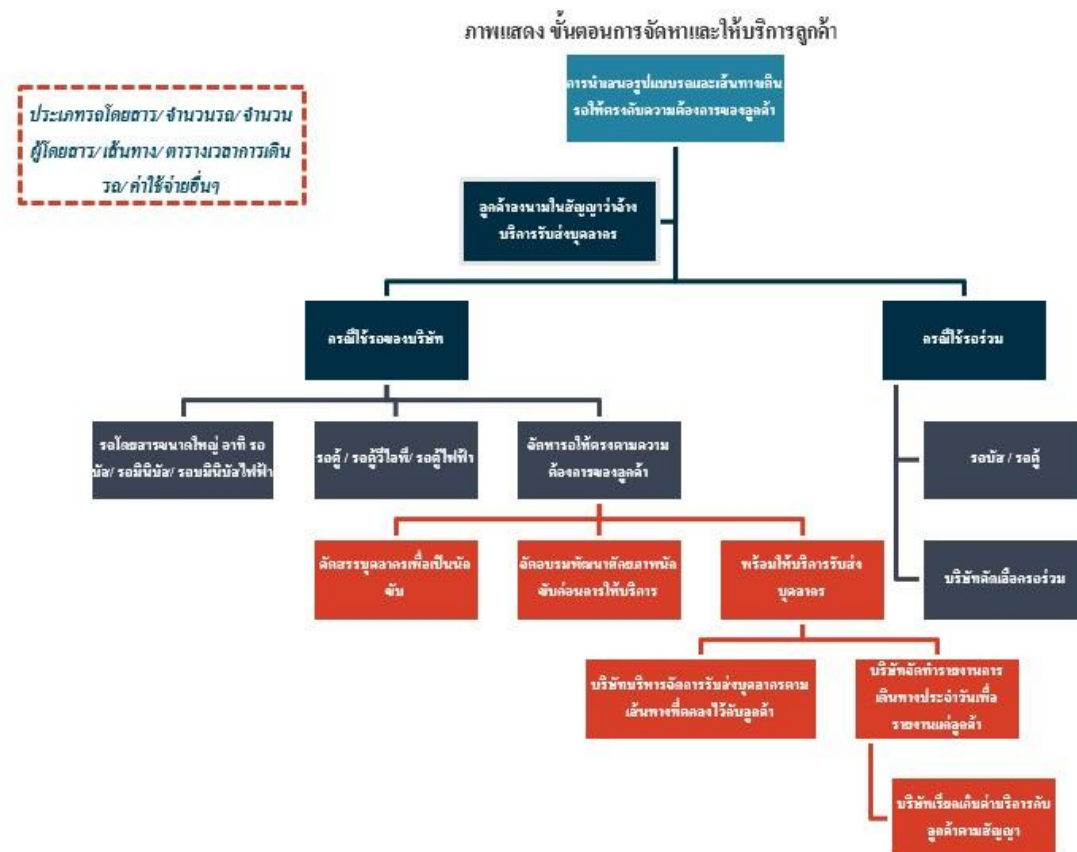 ภาพแสดง ขั้นตอนการจัดหาและให้บริการลูกค้า
การนำเสนอรูปแบบรถและเส้นทางเดิน
รถให้ตรงกับความต้องการของลูกค้า
ประเภทรถโดยสาร/ จำนวนรถ/ จำนวน
ผู้โดยสาร/ เส้นทาง/ ตารางเวลาการเดิน
รถ/ ค่าใช้จ่ายอื่นๆ
ลูกค้าลงนามในสัญญาว่าจ้าง
บริการรับส่งบุคลากร
กรณีใช้รถของบริษัท
กรณีใช้รถร่วม
รถโดยสารขนาดใหญ่ อาทิ รถ
บัส/ รถมินิบัส/ รถบมินิบัสไฟฟ้า
รถตู้ / รถตู้วีไอพี/ รถตู้ไฟฟ้า
จัดหารถให้ตรงตามความ
ต้องการของลูกค้า
รถบัส / รถตู้
คัดสรรบุคลากรเพื่อเป็นนัก
ขับ
จัดอบรมพัฒนาศักยภาพนัก
ขับก่อนการให้บริการ
พร้อมให้บริการรับส่ง
บุคลากร
บริษัทคัดเลือกรถร่วม
บริษัทบริหารจัดการรับส่งบุคลากรตาม
เส้นทางที่ตกลงไว้กับลูกค้า
บริษัทจัดทำรายงานการ
เดินทางประจำวันเพื่อ
รายงานแก่ลูกค้า
บริษัทเรียกเก็บค่าบริการกับ
ลูกค้าตามสัญญา